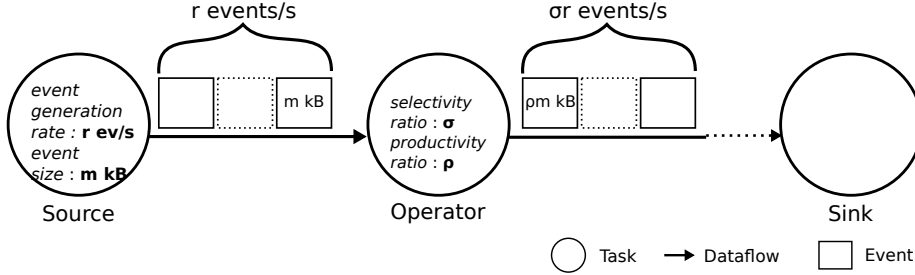 r events/s
σr events/s
event
generation
rate : r ev/s
event
size : m kB
m kB
selectivity
ratio : σ
productivity
ratio : ρ
ρm kB
Source
Operator
Sink
Task
Dataflow
Event